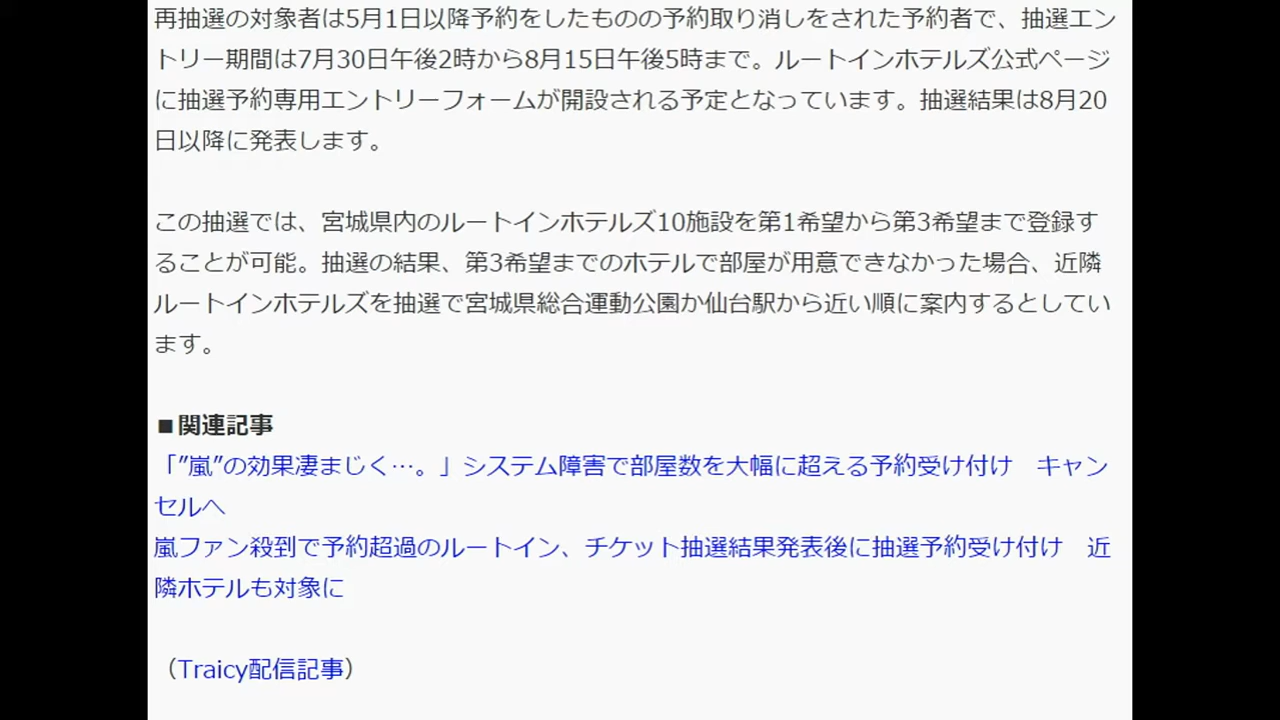 再抽選の対象者は5月1日以降予約をしたものの予約取り消しをされた予約者で、抽選エン
トリー期間は7月30日午後2時から8月15日午後5時まで。ルートインホテルズ公式ページ
に抽選予約専用エントリーフォームが開設される予定となっています。抽選結果は8月20
日以降に発表します。
この抽選では、宮城県内のルートインホテルズ10施設を第1希望から第3希望まで登録す
ることが可能。抽選の結果、第3希望までのホテルで部屋が用意できなかった場合、近隣
ルートインホテルズを抽選で宮城県総合運動公園か仙台駅から近い順に案内するとしてい
ます。
■関連記事
「”嵐”の効果凄まじく…。」システム障害で部屋数を大幅に超える予約受け付け　キャン
セルへ
嵐ファン殺到で予約超過のルートイン、チケット抽選結果発表後に抽選予約受け付け　近
隣ホテルも対象に
（Traicy配信記事）